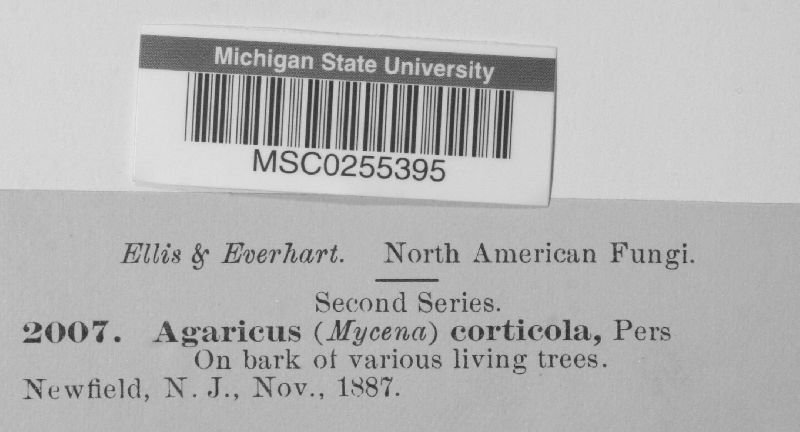 Michigan State University
MSC0255395
Ellis & Everhart. North American Fungi.
Second Series.
2007. Agaricus (Mycena) corticola, Pers
On bark of various living trees.
Newfield, N. J., Nov., 1887.